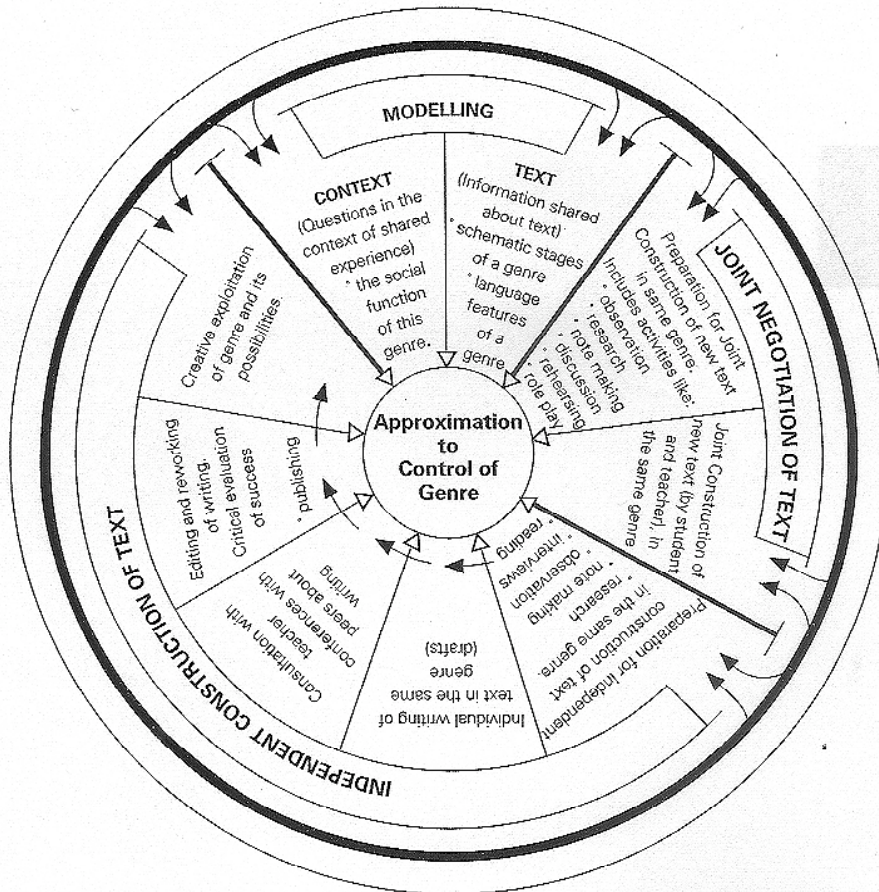 MODELLING
CONTEXT
(Questions in the
context of shared
experience)
* the social
function
of this
genre.
TEXT
(Information shared
about text)
* schematic stages
of a genre
* language
features
of a
genre
JOINT NEGOTIATION OF TEXT
Preparation for Joint
Construction of new text
in same genre.
Includes activities like:
* observation
* research
* note making
* discussion
* rehearsing
* role play
Joint Construction of
new text (by student
and teacher), in
the same genre
INDEPENDENT CONSTRUCTION OF TEXT
Preparation for Independent
construction of text
in the same genre.
* research
* note making
* observation
* interviews
* reading
Individual writing of
text in the same
genre
(drafts)
Consultation with
teacher
conferences with
peers about
writing
Editing and reworking
of writing.
Critical evaluation
of success
* publishing
Creative exploitation
of genre and its
possibilities.
Approximation
to
Control of
Genre